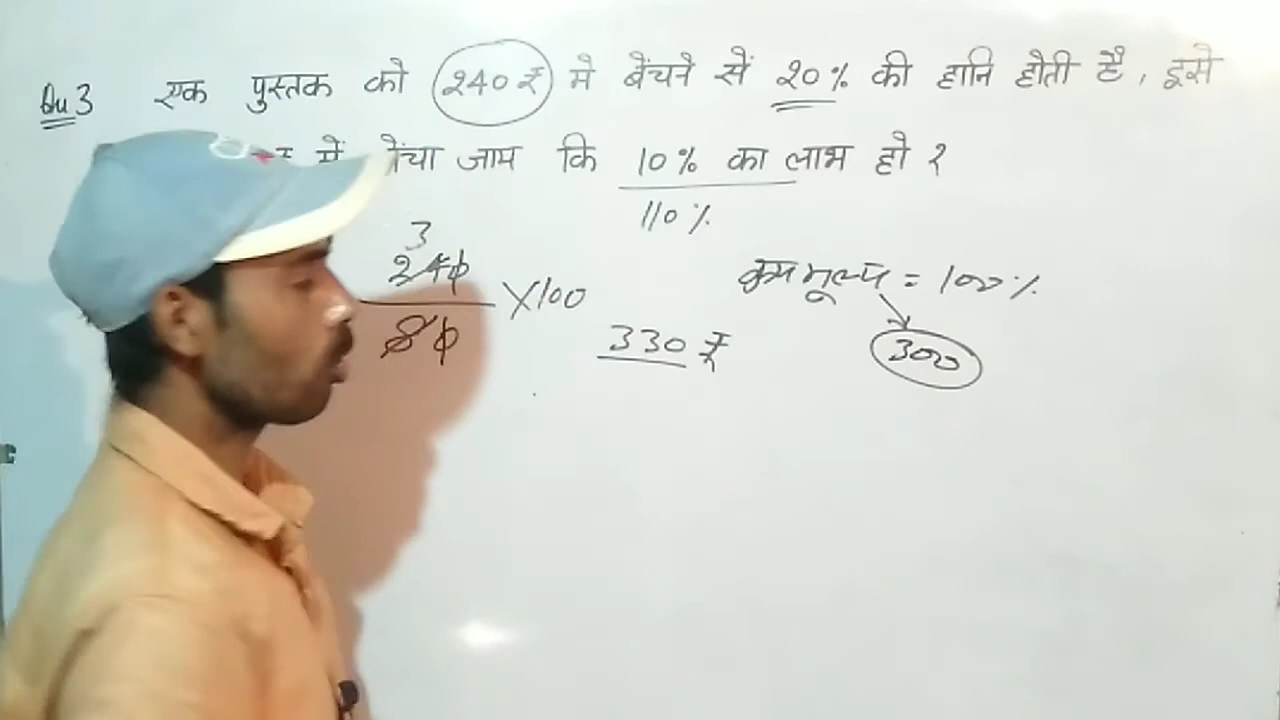 Qu 3 एक पुस्तक को 240 ₹ मे बेंचने सें 20% की हानि होती है, इसे
में बेंचा जाय कि 10% का लाभ हो ?
110%
3
240
80
×100
330 ₹
क्रय मूल्य = 100%
300